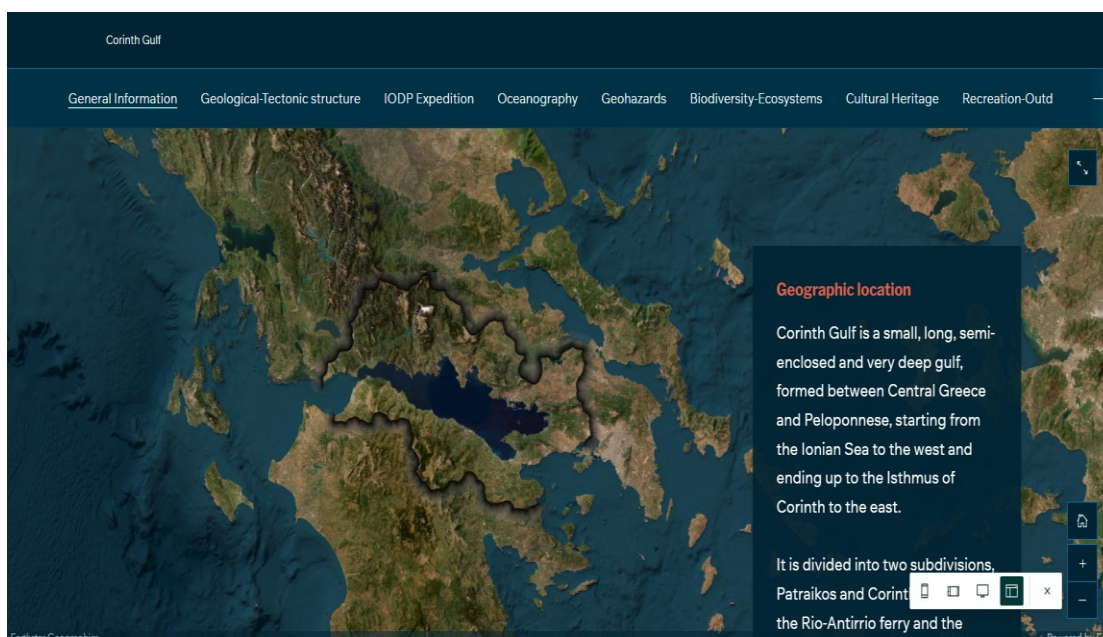 Corinth Gulf
General Information Geological-Tectonic structure IODP Expedition Oceanography Geohazards Biodiversity-Ecosystems Cultural Heritage Recreation-Outd
Geographic location
Corinth Gulf is a small, long, semi-
enclosed and very deep gulf,
formed between Central Greece
and Peloponnese, starting from
the Ionian Sea to the west and
ending up to the Isthmus of
Corinth to the east.
It is divided into two subdivisions,
Patraikos and Corint
the Rio-Antirrio ferry and the